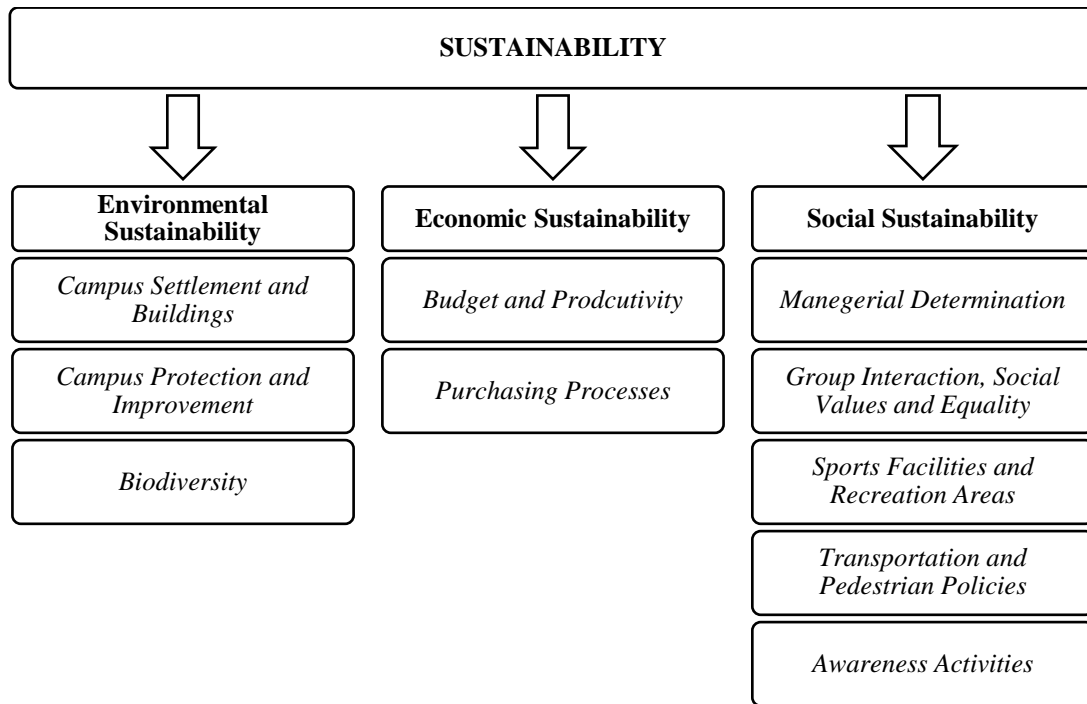 SUSTAINABILITY
Environmental
Sustainability
Campus Settlement and
Buildings
Campus Protection and
Improvement
Biodiversity
Economic Sustainability
Budget and Prodcutivity
Purchasing Processes
Social Sustainability
Manegerial Determination
Group Interaction, Social
Values and Equality
Sports Facilities and
Recreation Areas
Transportation and
Pedestrian Policies
Awareness Activities